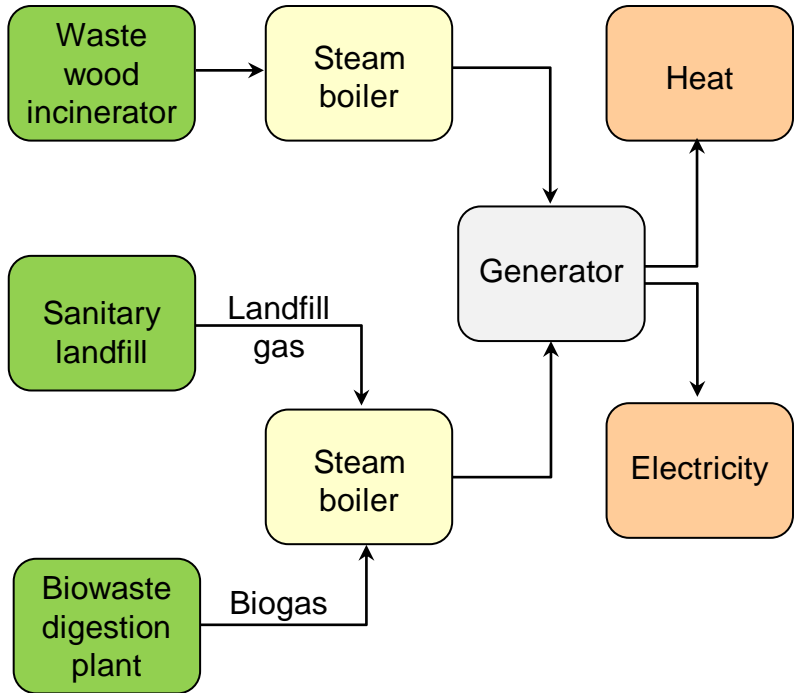 Waste
wood
incinerator
Steam
boiler
Heat
Generator
Sanitary
landfill
Landfill
gas
Steam
boiler
Electricity
Biowaste
digestion
plant
Biogas